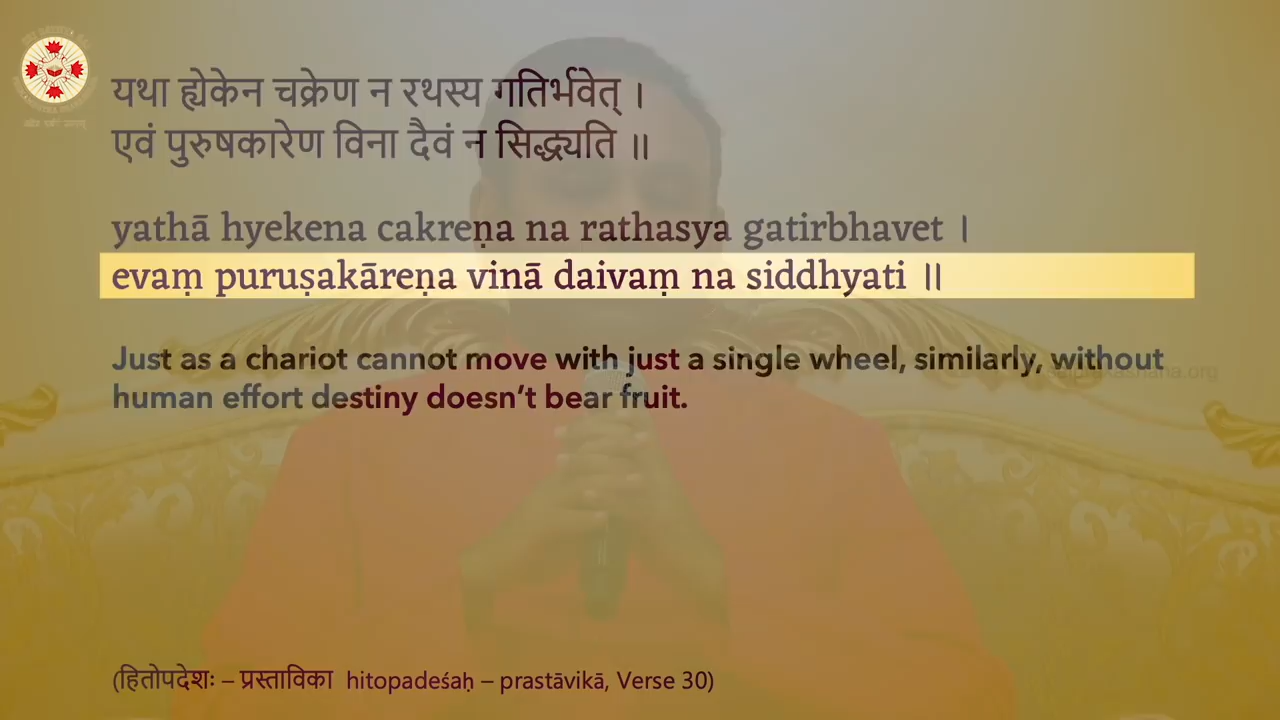 यथा ह्येकेन चक्रेण न रथस्य गतिर्भवेत् ।
एवं पुरुषकारेण विना दैवं न सिद्ध्यति ॥
yathā hyekena cakreṇa na rathasya gatirbhavet ।
evaṃ puruṣakāreṇa vinā daivaṃ na siddhyati ॥
Just as a chariot cannot move with just a single wheel, similarly, without
human effort destiny doesn’t bear fruit.
(हितोपदेशः – प्रस्ताविका hitopadeśaḥ – prastāvikā, Verse 30)